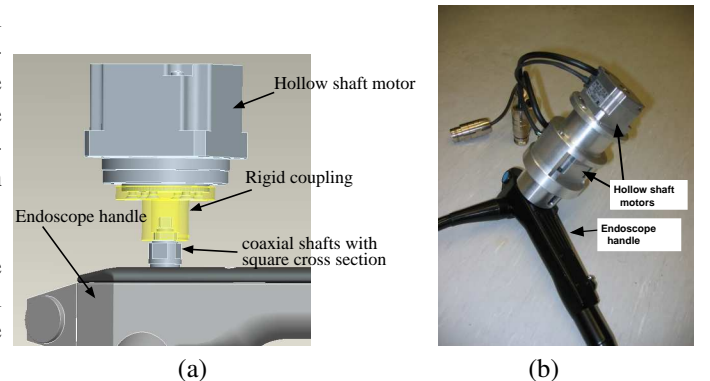 Hollow shaft motor
Rigid coupling
Endoscope handle
coaxial shafts with
square cross section
(a)
Hollow shaft
motors
Endoscope
handle
(b)